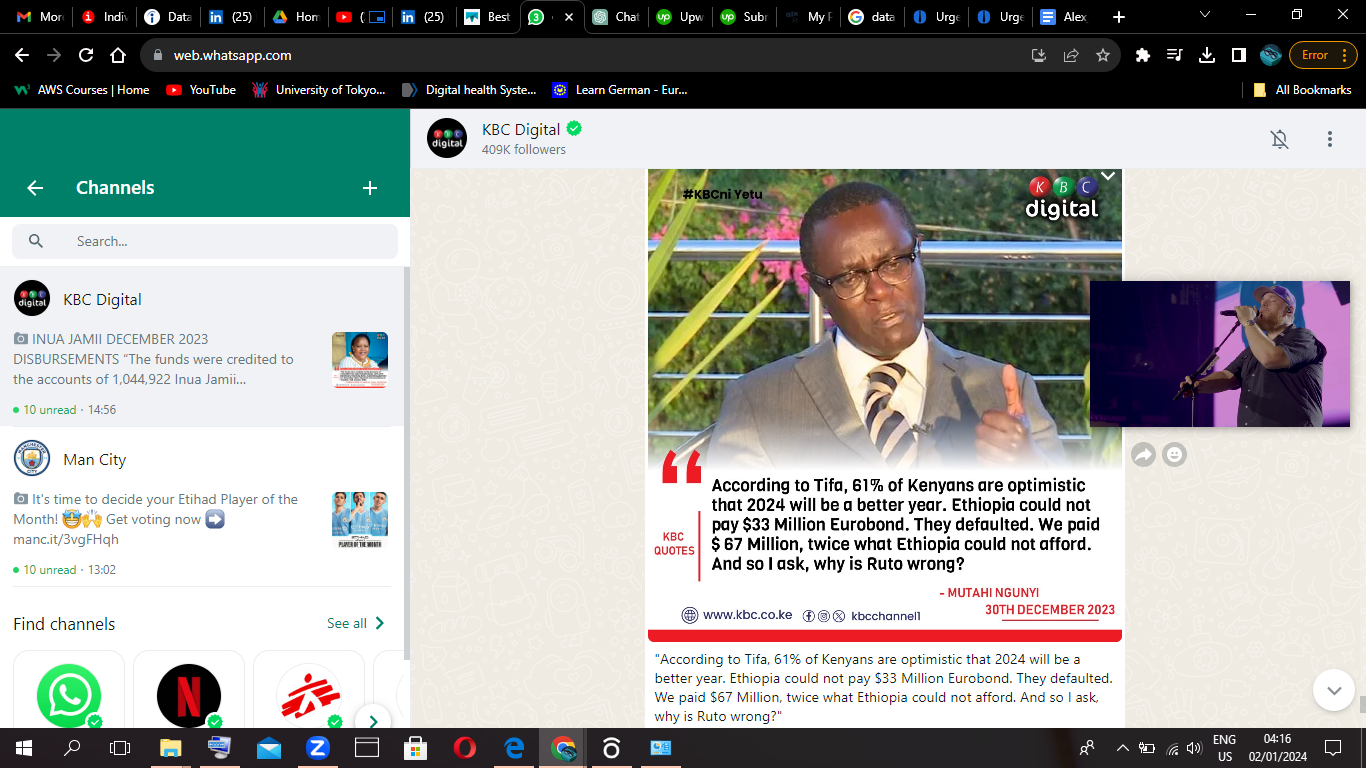 Mor
Indiv
Data
(25)
Hom
(
(25)
Best
3
Chat
Upw
Subr
My F
data
Urge
Urge
Alex_
web.whatsapp.com
Error
AWS Courses | Home
YouTube
University of Tokyo...
Digital health Syste...
Learn German - Eur...
All Bookmarks
Channels
Search...
KBC Digital
INUA JAMII DECEMBER 2023
DISBURSEMENTS “The funds were credited to
the accounts of 1,044,922 Inua Jamii...
10 unread · 14:56
Man City
It's time to decide your Etihad Player of the
Month! 🤩🙌 Get voting now ➡️
manc.it/3vgFHqh
10 unread · 13:02
PLAYER OF THE MONTH
Find channels
See all
KBC Digital
409K followers
#KBCni Yetu
KBC
digital
“
According to Tifa, 61% of Kenyans are optimistic
that 2024 will be a better year. Ethiopia could not
pay $33 Million Eurobond. They defaulted. We paid
$ 67 Million, twice what Ethiopia could not afford.
And so I ask, why is Ruto wrong?
KBC
QUOTES
- MUTAHI NGUNYI
30TH DECEMBER 2023
www.kbc.co.ke
kbcchannel1
"According to Tifa, 61% of Kenyans are optimistic that 2024 will be a
better year. Ethiopia could not pay $33 Million Eurobond. They defaulted.
We paid $67 Million, twice what Ethiopia could not afford. And so I ask,
why is Ruto wrong?"
ENG
US
04:16
02/01/2024